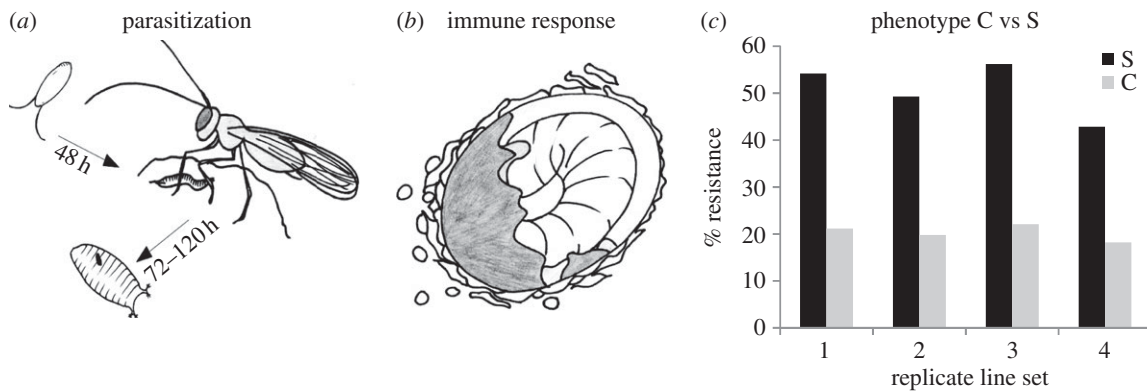 (a) parasitization
48 h
72–120 h
(b) immune response
(c) phenotype C vs S
S
C
% resistance
60
50
40
30
20
10
0
1 2 3 4
replicate line set